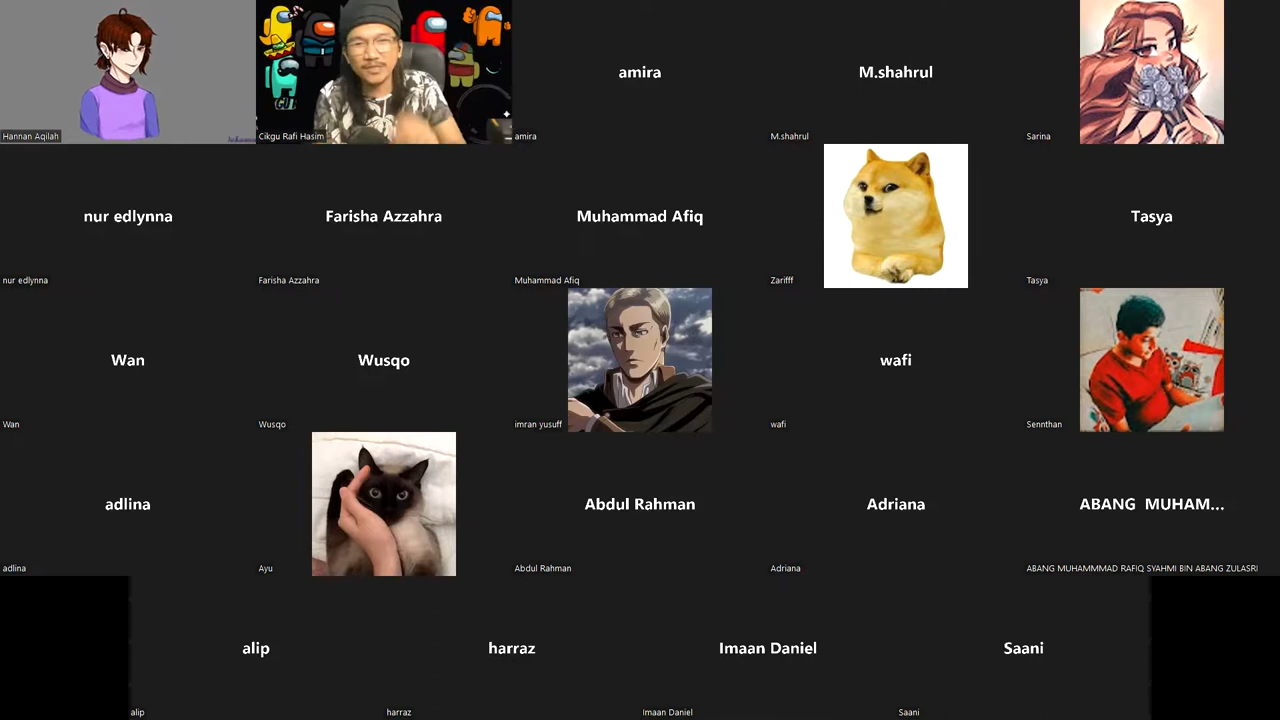 Hannan Aqilah
Cikgu Rafi Hasim
amira
amira
M.shahrul
M.shahrul
Sarina
nur edlynna
nur edlynna
Farisha Azzahra
Farisha Azzahra
Muhammad Afiq
Muhammad Afiq
Zarifff
Tasya
Tasya
Wan
Wan
Wusqo
Wusqo
imran yusuff
wafi
wafi
Sennthan
adlina
adlina
Ayu
Abdul Rahman
Abdul Rahman
Adriana
Adriana
ABANG MUHAM...
ABANG MUHAMMMAD RAFIQ SYAHMI BIN ABANG ZULASRI
alip
alip
harraz
harraz
Imaan Daniel
Imaan Daniel
Saani
Saani